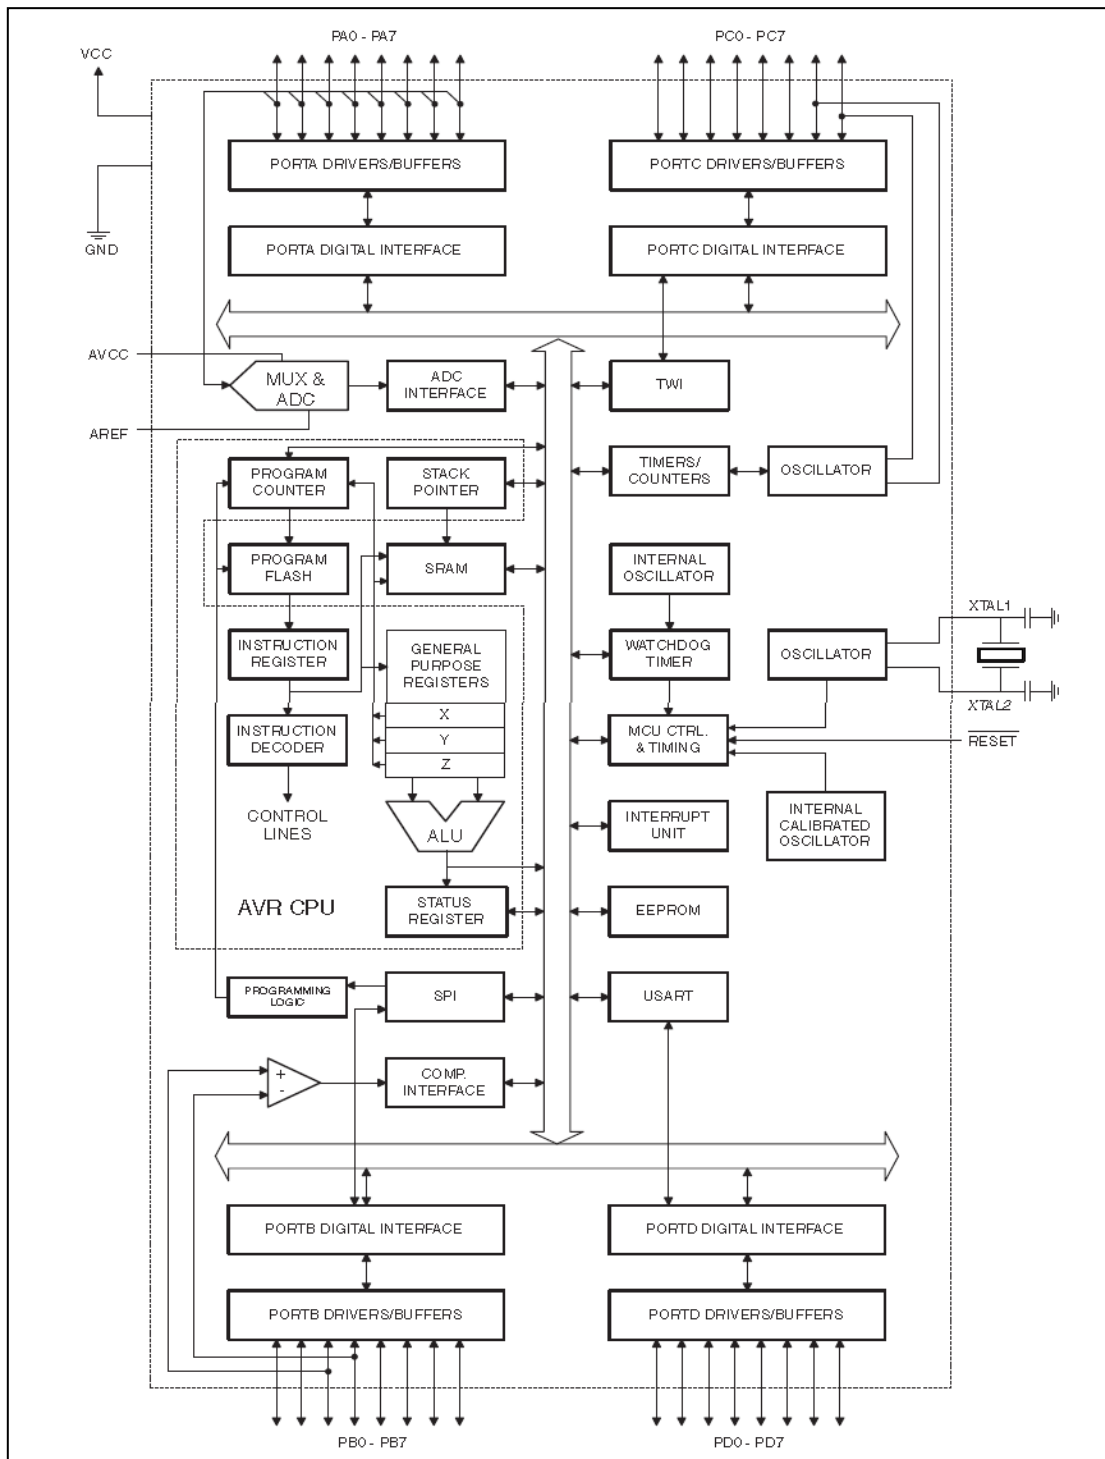 PA0 - PA7
PC0 - PC7
VCC
PORTA DRIVERS/BUFFERS
PORTC DRIVERS/BUFFERS
GND
PORTA DIGITAL INTERFACE
PORTC DIGITAL INTERFACE
AVCC
MUX &
ADC
ADC
INTERFACE
TWI
AREF
PROGRAM
COUNTER
STACK
POINTER
TIMERS/
COUNTERS
OSCILLATOR
PROGRAM
FLASH
SRAM
INTERNAL
OSCILLATOR
XTAL1
INSTRUCTION
REGISTER
GENERAL
PURPOSE
REGISTERS
WATCHDOG
TIMER
OSCILLATOR
XTAL2
X
Y
Z
INSTRUCTION
DECODER
MCU CTRL.
& TIMING
RESET
CONTROL
LINES
ALU
INTERRUPT
UNIT
INTERNAL
CALIBRATED
OSCILLATOR
AVR CPU
STATUS
REGISTER
EEPROM
PROGRAMMING
LOGIC
SPI
USART
+
-
COMP.
INTERFACE
PORTB DIGITAL INTERFACE
PORTD DIGITAL INTERFACE
PORTB DRIVERS/BUFFERS
PORTD DRIVERS/BUFFERS
PB0 - PB7
PD0 - PD7